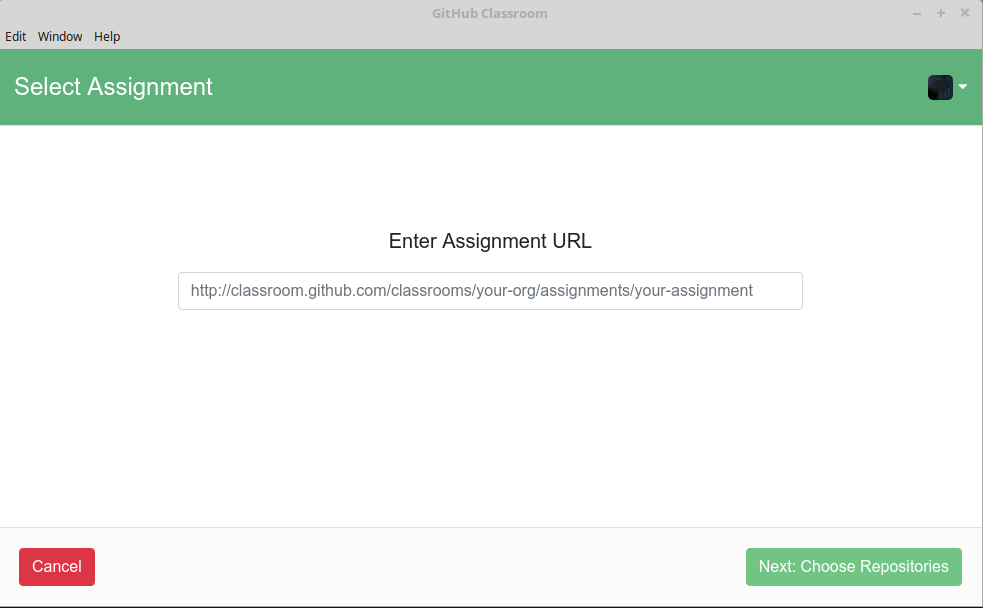 GitHub Classroom
Edit Window Help
Select Assignment
Enter Assignment URL
http://classroom.github.com/classrooms/your-org/assignments/your-assignment
Cancel
Next: Choose Repositories